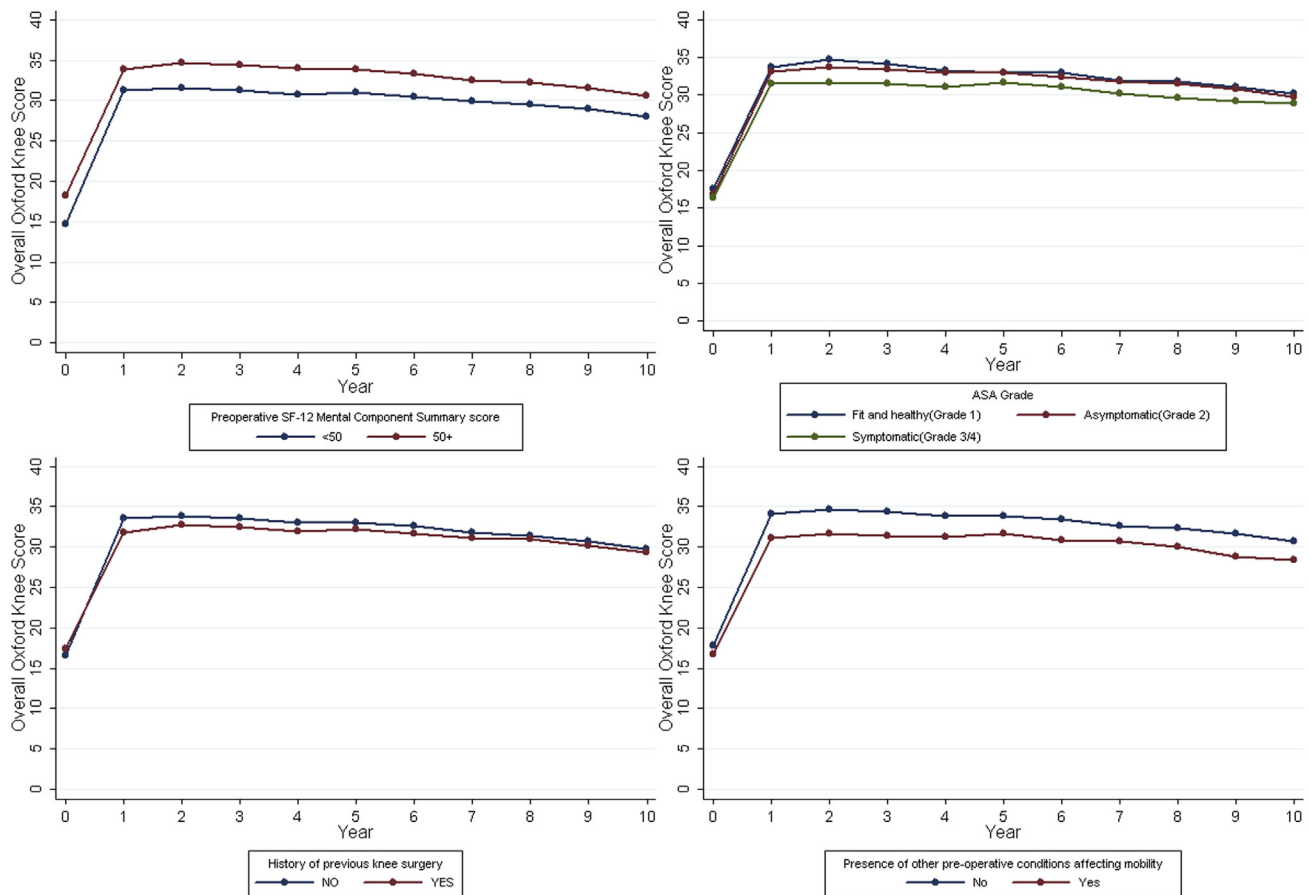 Overall Oxford Knee Score
40
35
30
25
20
15
10
5
0
0 1 2 3 4 5 6 7 8 9 10
Year
Preoperative SF-12 Mental Component Summary score
<50 50+
Overall Oxford Knee Score
40
35
30
25
20
15
10
5
0
0 1 2 3 4 5 6 7 8 9 10
Year
ASA Grade
Fit and healthy(Grade 1) Asymptomatic(Grade 2)
Symptomatic(Grade 3/4)
Overall Oxford Knee Score
40
35
30
25
20
15
10
5
0
0 1 2 3 4 5 6 7 8 9 10
Year
History of previous knee surgery
NO YES
Overall Oxford Knee Score
40
35
30
25
20
15
10
5
0
0 1 2 3 4 5 6 7 8 9 10
Year
Presence of other pre-operative conditions affecting mobility
No Yes